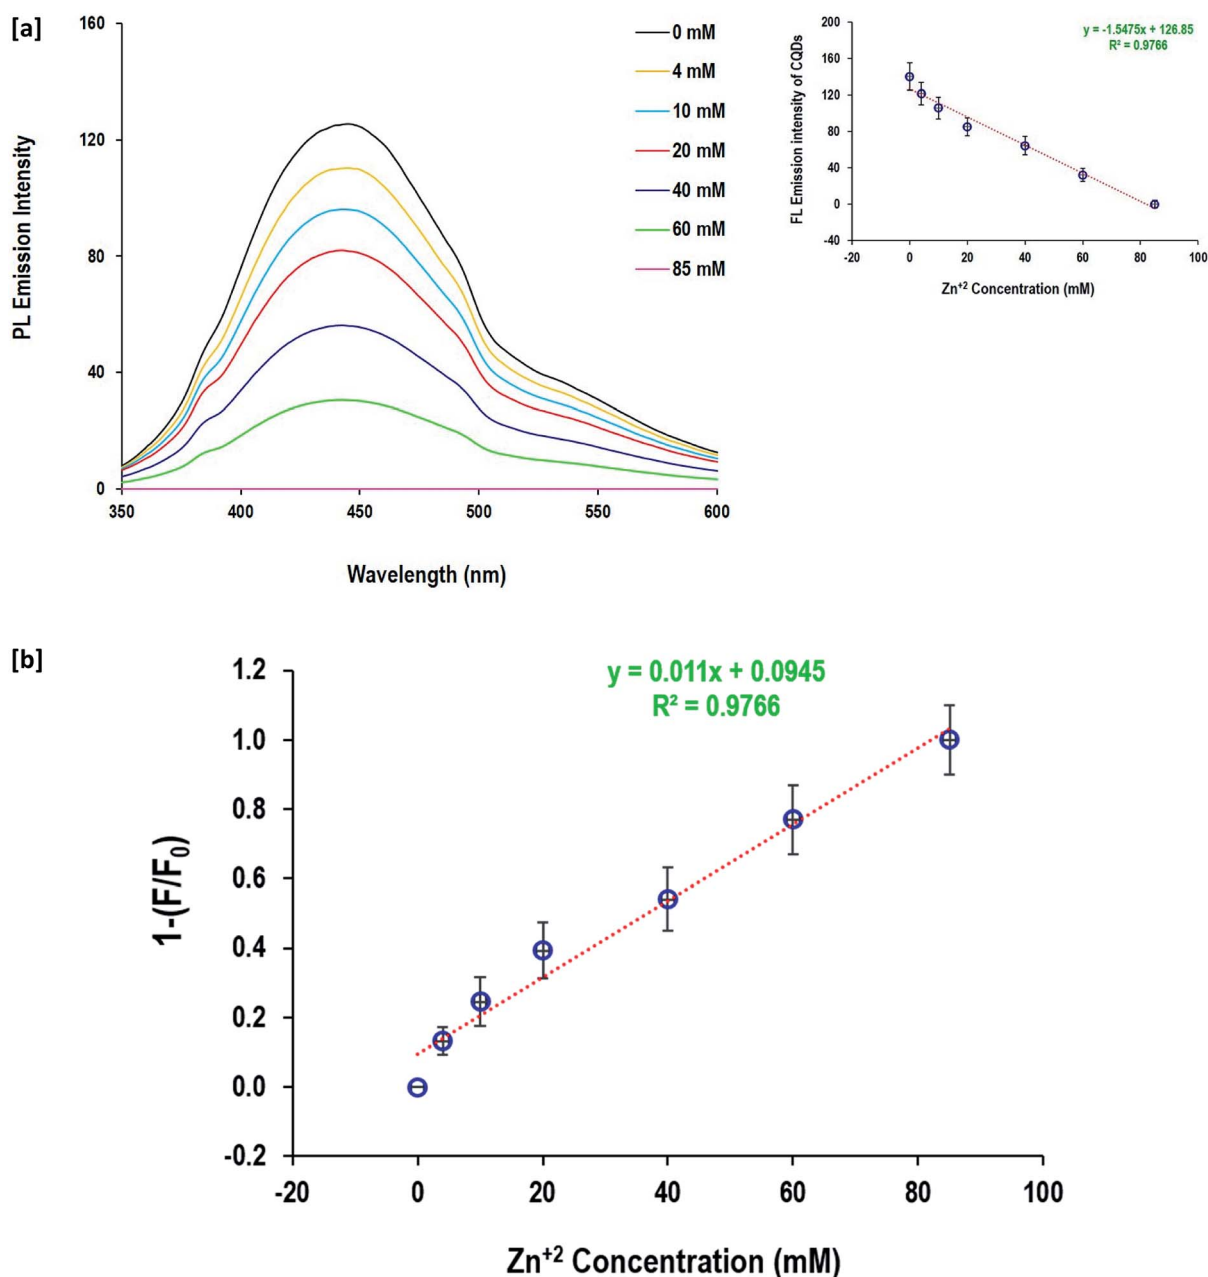 [a]
160
120
80
40
0
PL Emission Intensity
350 400 450 500 550 600
Wavelength (nm)
0 mM
4 mM
10 mM
20 mM
40 mM
60 mM
85 mM
y = -1.5475x + 126.85
R² = 0.9766
200
160
120
80
40
0
-40
FL Emission intensity of CQDs
-20 0 20 40 60 80 100
Zn⁺² Concentration (mM)
[b]
y = 0.011x + 0.0945
R² = 0.9766
1.2
1.0
0.8
0.6
0.4
0.2
0.0
-0.2
1-(F/F₀)
-20 0 20 40 60 80 100
Zn⁺² Concentration (mM)